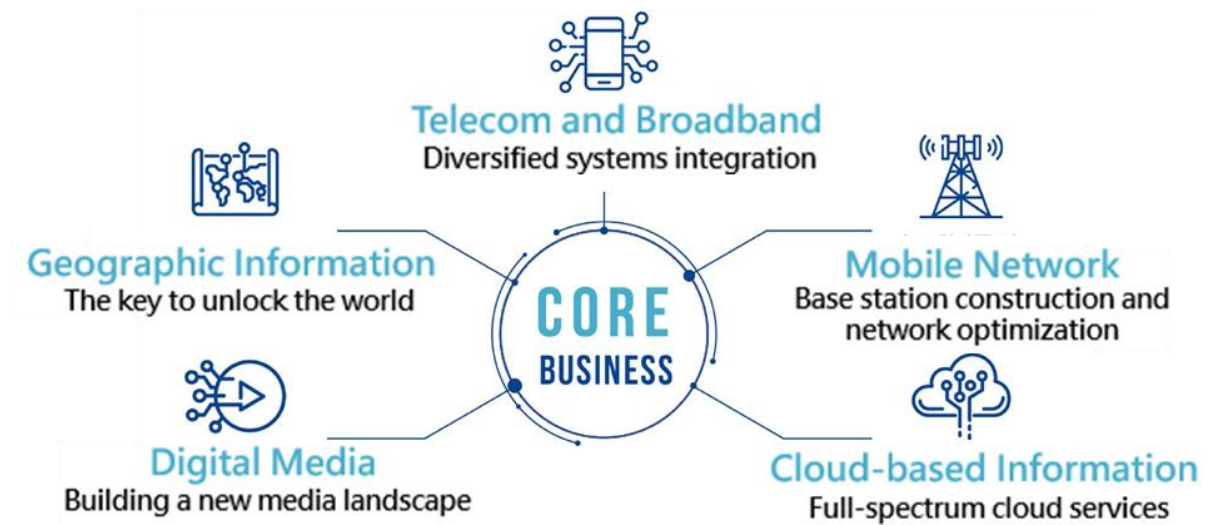 Telecom and Broadband
Diversified systems integration
Geographic Information
The key to unlock the world
Mobile Network
Base station construction and
network optimization
CORE
BUSINESS
Digital Media
Building a new media landscape
Cloud-based Information
Full-spectrum cloud services